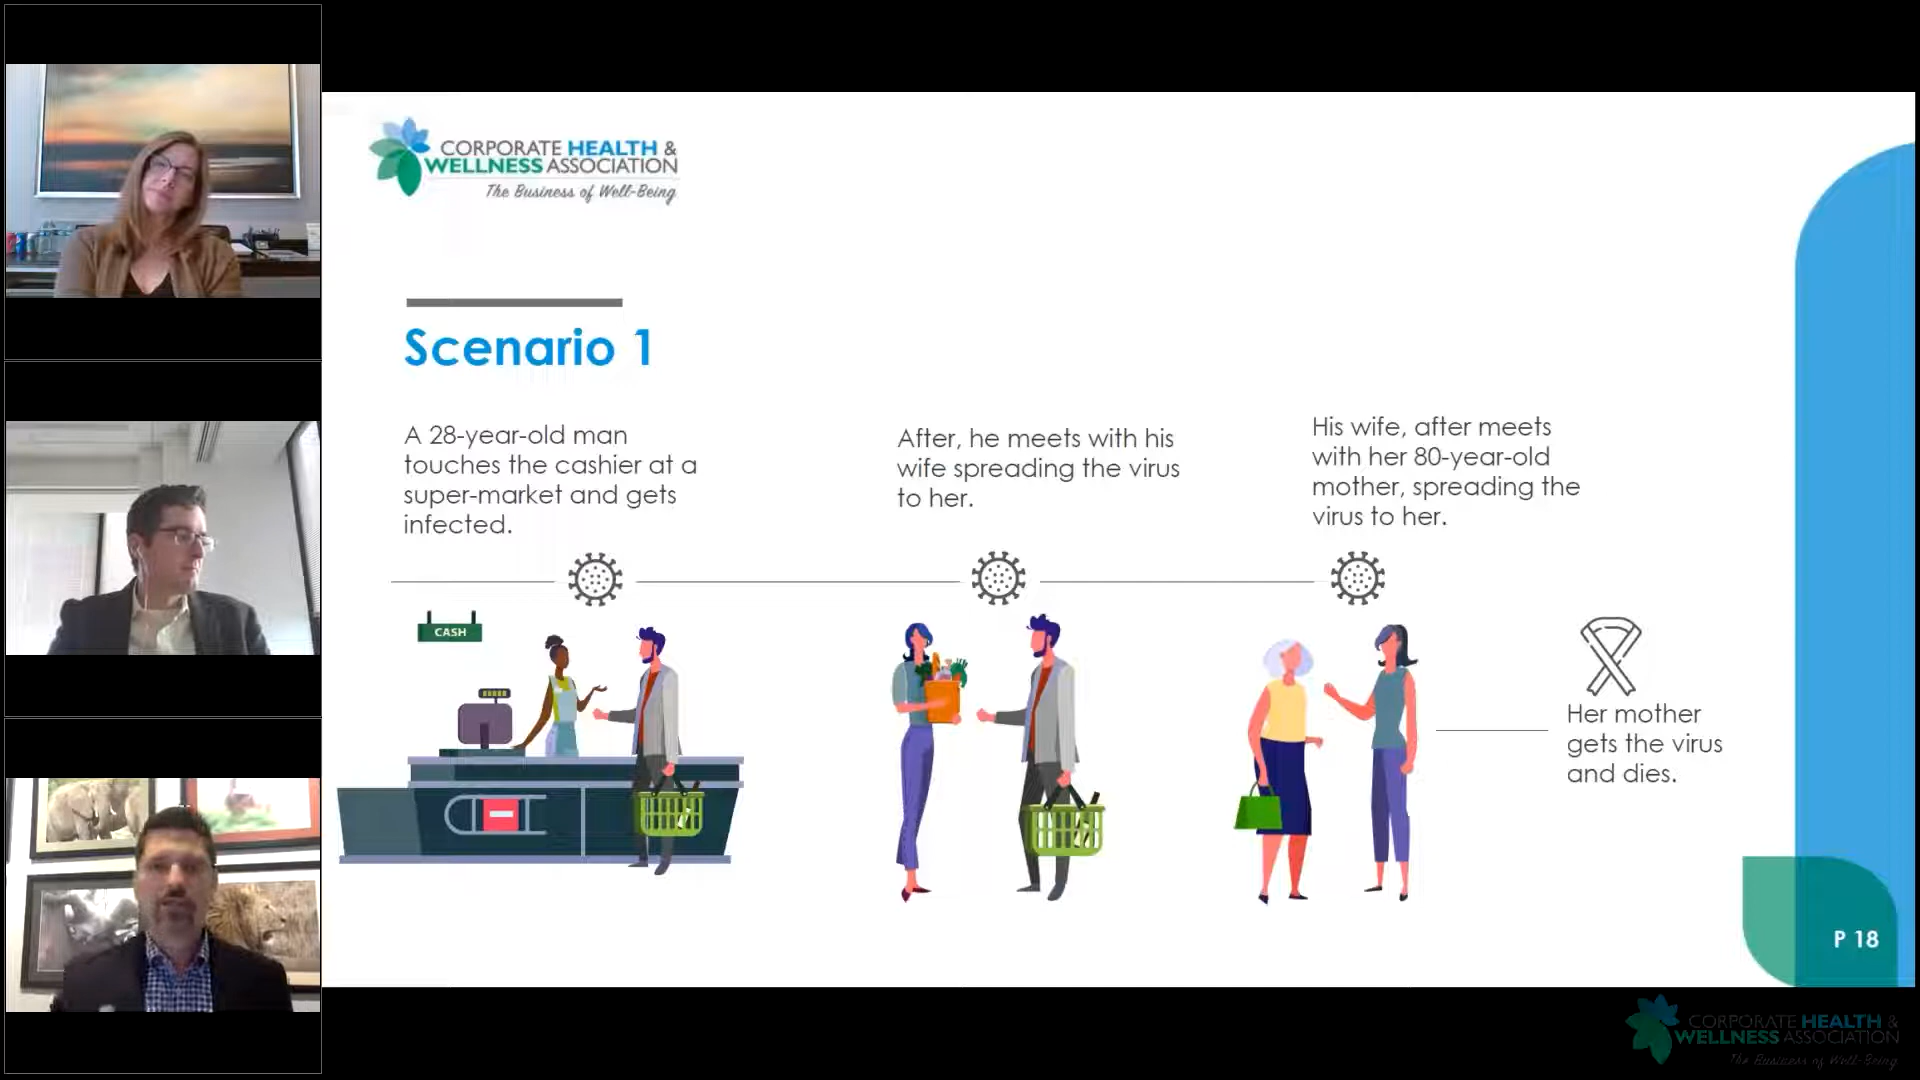 CORPORATE HEALTH &
WELLNESS ASSOCIATION
The Business of Well-Being
Scenario 1
A 28-year-old man
touches the cashier at a
super-market and gets
infected.
After, he meets with his
wife spreading the virus
to her.
His wife, after meets
with her 80-year-old
mother, spreading the
virus to her.
CASH
Her mother
gets the virus
and dies.
P 18
CORPORATE HEALTH &
WELLNESS ASSOCIATION
The Business of Well-Being